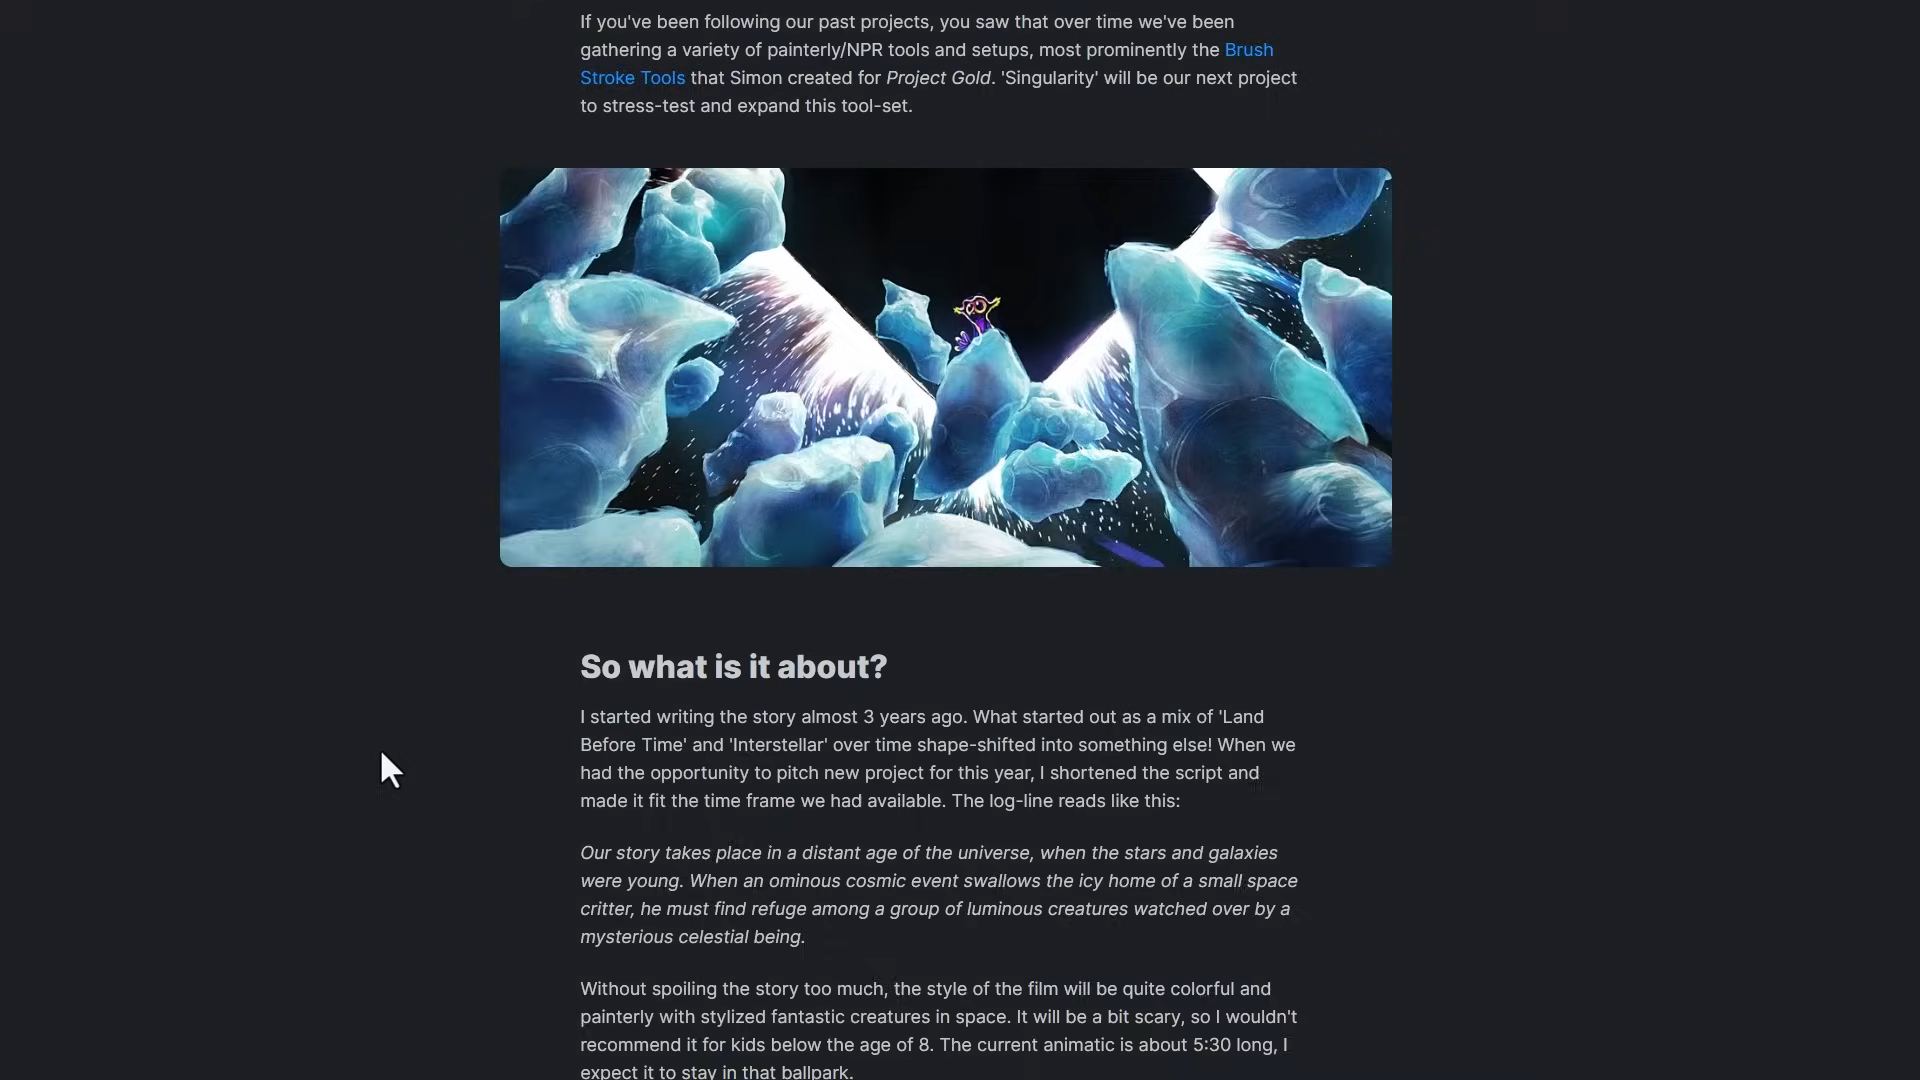 If you've been following our past projects, you saw that over time we've been
gathering a variety of painterly/NPR tools and setups, most prominently the Brush
Stroke Tools that Simon created for Project Gold. 'Singularity' will be our next project
to stress-test and expand this tool-set.
So what is it about?
I started writing the story almost 3 years ago. What started out as a mix of 'Land
Before Time' and 'Interstellar' over time shape-shifted into something else! When we
had the opportunity to pitch new project for this year, I shortened the script and
made it fit the time frame we had available. The log-line reads like this:
Our story takes place in a distant age of the universe, when the stars and galaxies
were young. When an ominous cosmic event swallows the icy home of a small space
critter, he must find refuge among a group of luminous creatures watched over by a
mysterious celestial being.
Without spoiling the story too much, the style of the film will be quite colorful and
painterly with stylized fantastic creatures in space. It will be a bit scary, so I wouldn't
recommend it for kids below the age of 8. The current animatic is about 5:30 long, I
expect it to stay in that ballpark.